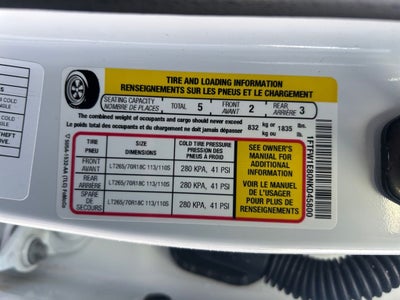 TIRE AND LOADING INFORMATION
RENSEIGNEMENTS SUR LES PNEUS ET LE CHARGEMENT
SEATING CAPACITY
NOMBRE DE PLACES
TOTAL 5
FRONT
AVANT 2
REAR
ARRIÈRE 3
The combined weight of occupants and cargo should never exceed
Le poids total des occupants et du chargement ne doit jamais dépasser
832 kg or
kg ou 1835 lbs.
lb.
TIRE
PNEU
SIZE
DIMENSIONS
COLD TIRE PRESSURE
PRESSION DES
PNEUS À FROID
FRONT
AVANT
LT265/70R18C 113/110S
280 KPA, 41 PSI
REAR
ARRIÈRE
LT265/70R18C 113/110S
280 KPA, 41 PSI
SPARE
DE
SECOURS
LT265/70R18C 113/110S
280 KPA, 41 PSI
SEE OWNER'S
MANUAL FOR
ADDITIONAL
INFORMATION
VOIR LE MANUEL
DE L'USAGER
POUR PLUS DE
RENSEIGNEMENTS
COLD
THEFT